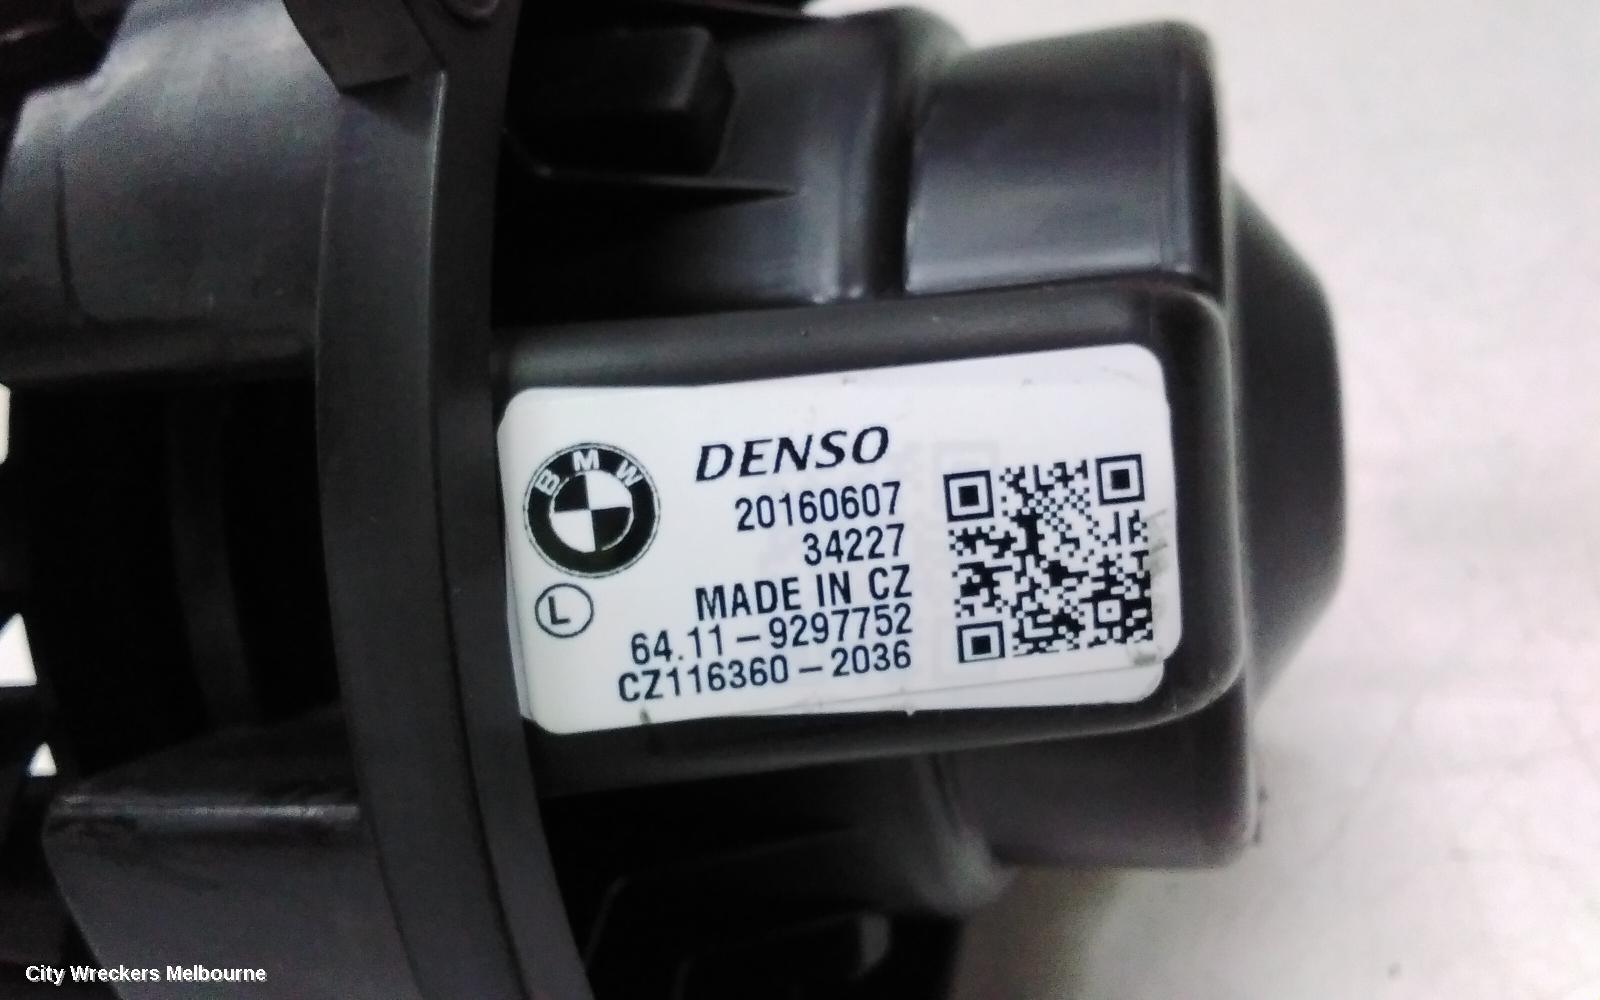 BMW
DENSO
20160607
34227
L
MADE IN CZ
64.11-9297752
CZ116360-2036
City Wreckers Melbourne